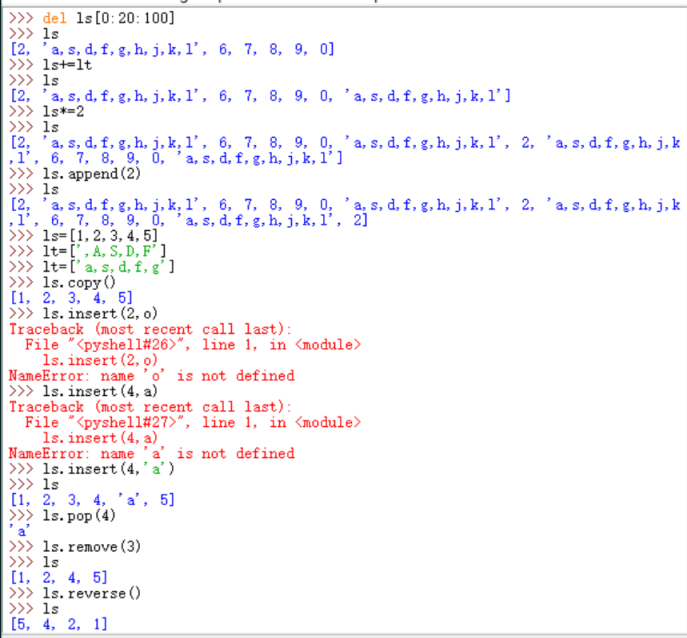 >>> del ls[0:20:100]
>>> ls
[2, 'a,s,d,f,g,h,j,k,l', 6, 7, 8, 9, 0]
>>> ls+=lt
>>> ls
[2, 'a,s,d,f,g,h,j,k,l', 6, 7, 8, 9, 0, 'a,s,d,f,g,h,j,k,l']
>>> ls*=2
>>> ls
[2, 'a,s,d,f,g,h,j,k,l', 6, 7, 8, 9, 0, 'a,s,d,f,g,h,j,k,l', 2, 'a,s,d,f,g,h,j,k
,l', 6, 7, 8, 9, 0, 'a,s,d,f,g,h,j,k,l']
>>> ls.append(2)
>>> ls
[2, 'a,s,d,f,g,h,j,k,l', 6, 7, 8, 9, 0, 'a,s,d,f,g,h,j,k,l', 2, 'a,s,d,f,g,h,j,k
,l', 6, 7, 8, 9, 0, 'a,s,d,f,g,h,j,k,l', 2]
>>> ls=[1,2,3,4,5]
>>> lt=[',A,S,D,F']
>>> lt=['a,s,d,f,g']
>>> ls.copy()
[1, 2, 3, 4, 5]
>>> ls.insert(2,o)
Traceback (most recent call last):
  File "<pyshell#26>", line 1, in <module>
    ls.insert(2,o)
NameError: name 'o' is not defined
>>> ls.insert(4,a)
Traceback (most recent call last):
  File "<pyshell#27>", line 1, in <module>
    ls.insert(4,a)
NameError: name 'a' is not defined
>>> ls.insert(4,'a')
>>> ls
[1, 2, 3, 4, 'a', 5]
>>> ls.pop(4)
'a'
>>> ls.remove(3)
>>> ls
[1, 2, 4, 5]
>>> ls.reverse()
>>> ls
[5, 4, 2, 1]